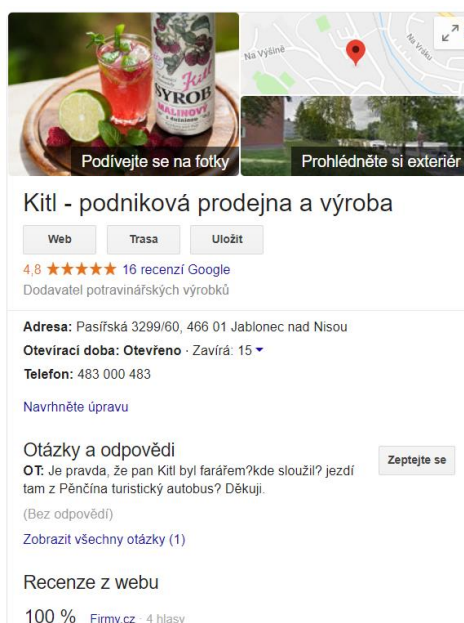 Kitl
SYROB
MALINOVÝ
s dužninou
Podívejte se na fotky
Na Výšině
Na Vršku
Prohlédněte si exteriér
Kitl - podniková prodejna a výroba
Web Trasa Uložit
4,8 16 recenzí Google
Dodavatel potravinářských výrobků
Adresa: Pasířská 3299/60, 466 01 Jablonec nad Nisou
Otevírací doba: Otevřeno · Zavírá: 15
Telefon: 483 000 483
Navrhněte úpravu
Otázky a odpovědi
Zeptejte se
OT: Je pravda, že pan Kitl byl farářem?kde sloužil? jezdí
tam z Pěnčína turistický autobus? Děkuji.
(Bez odpovědí)
Zobrazit všechny otázky (1)
Recenze z webu
100 % Firmy.cz · 4 hlasy